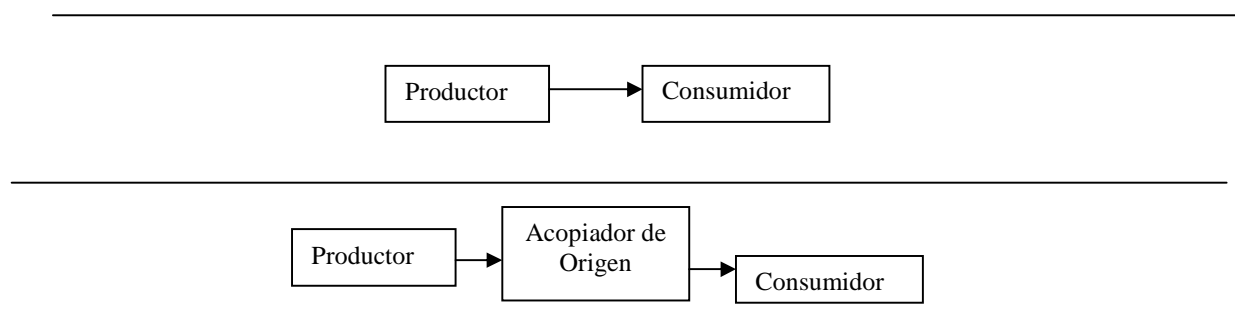 Productor
Consumidor
Productor
Acopiador de
Origen
Consumidor